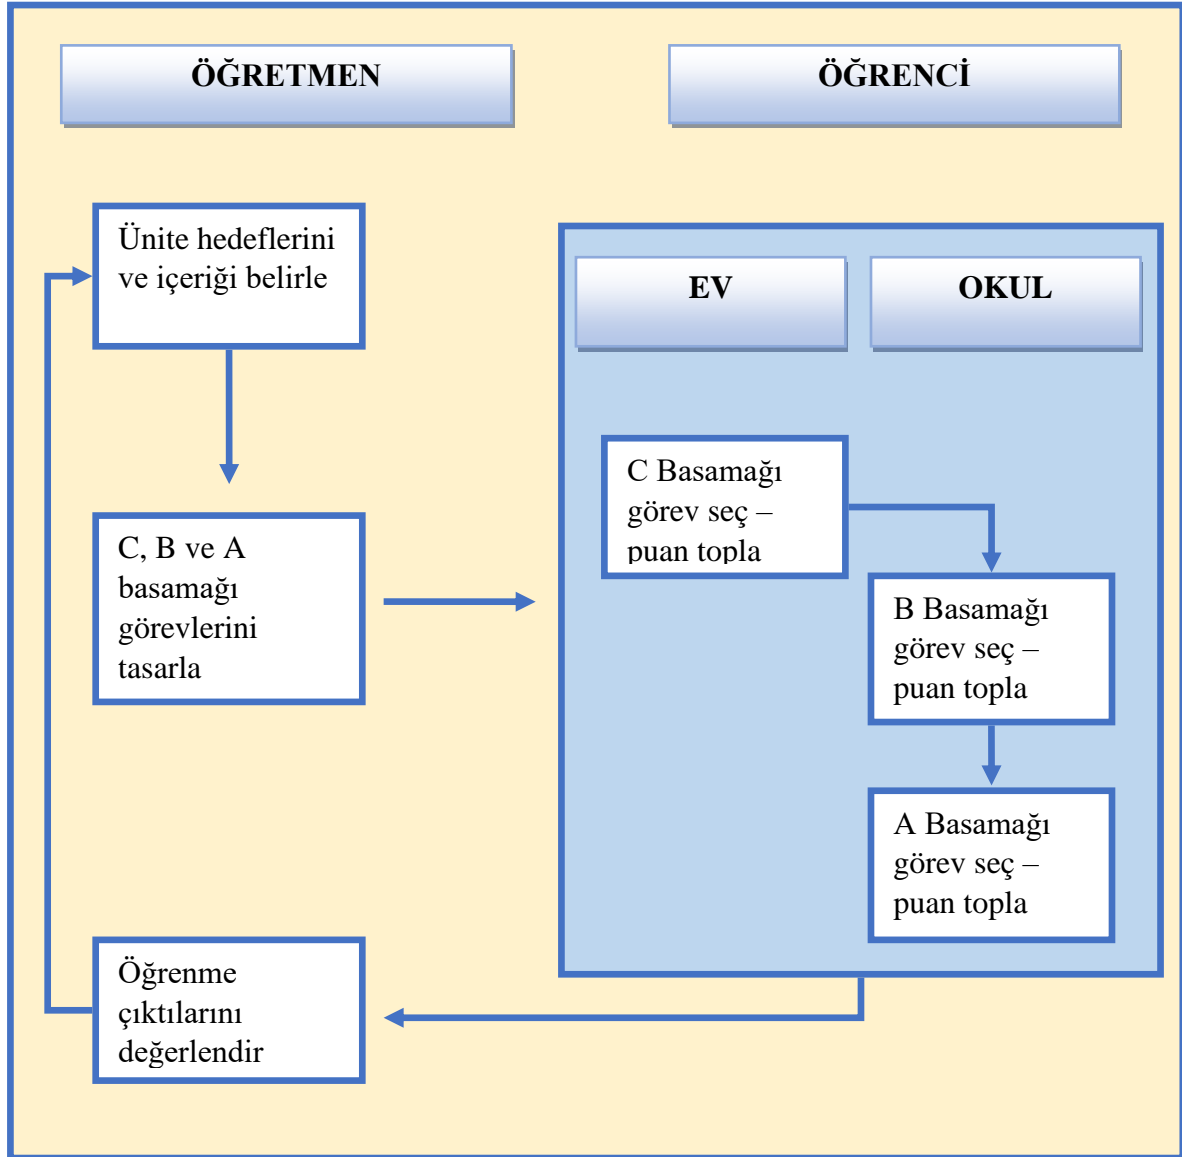 ÖĞRETMEN
ÖĞRENCİ
Ünite hedeflerini
ve içeriği belirle
C, B ve A
basamağı
görevlerini
tasarla
Öğrenme
çıktılarını
değerlendir
EV
OKUL
C Basamağı
görev seç –
puan topla
B Basamağı
görev seç –
puan topla
A Basamağı
görev seç –
puan topla